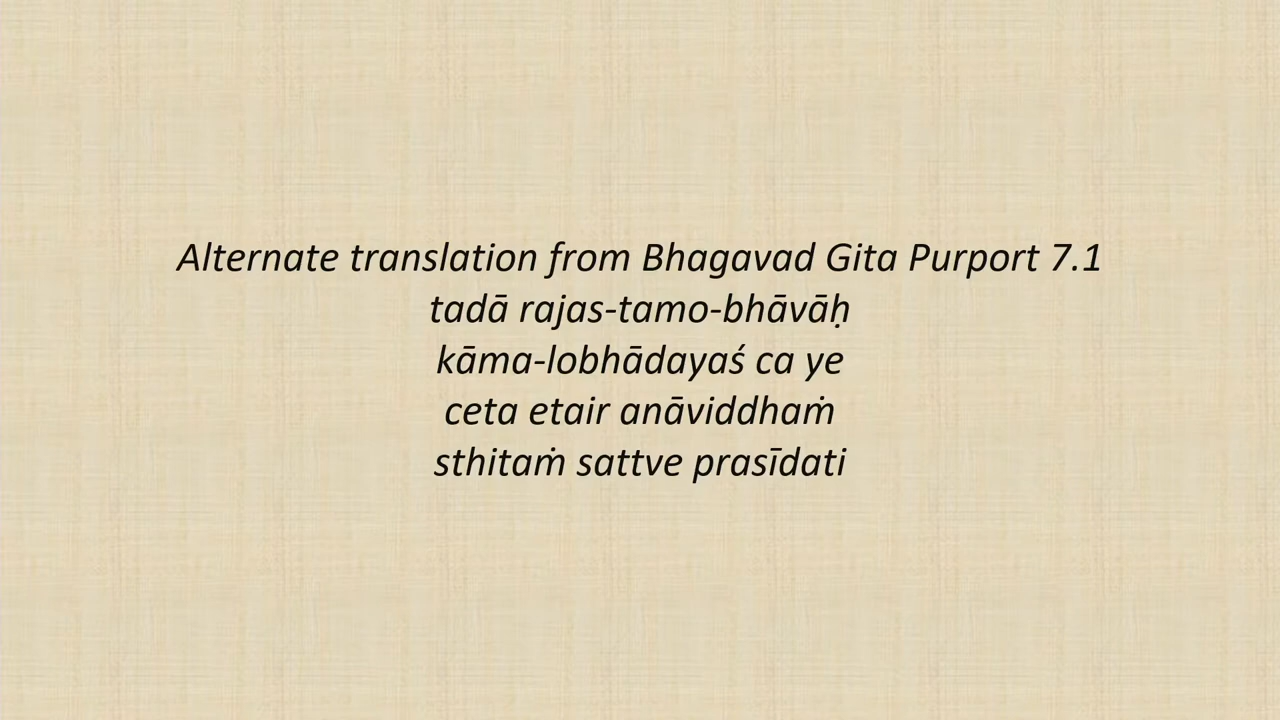 Alternate translation from Bhagavad Gita Purport 7.1
tadā rajas-tamo-bhāvāḥ
kāma-lobhādayaś ca ye
ceta etair anāviddhaṁ
sthitaṁ sattve prasīdati